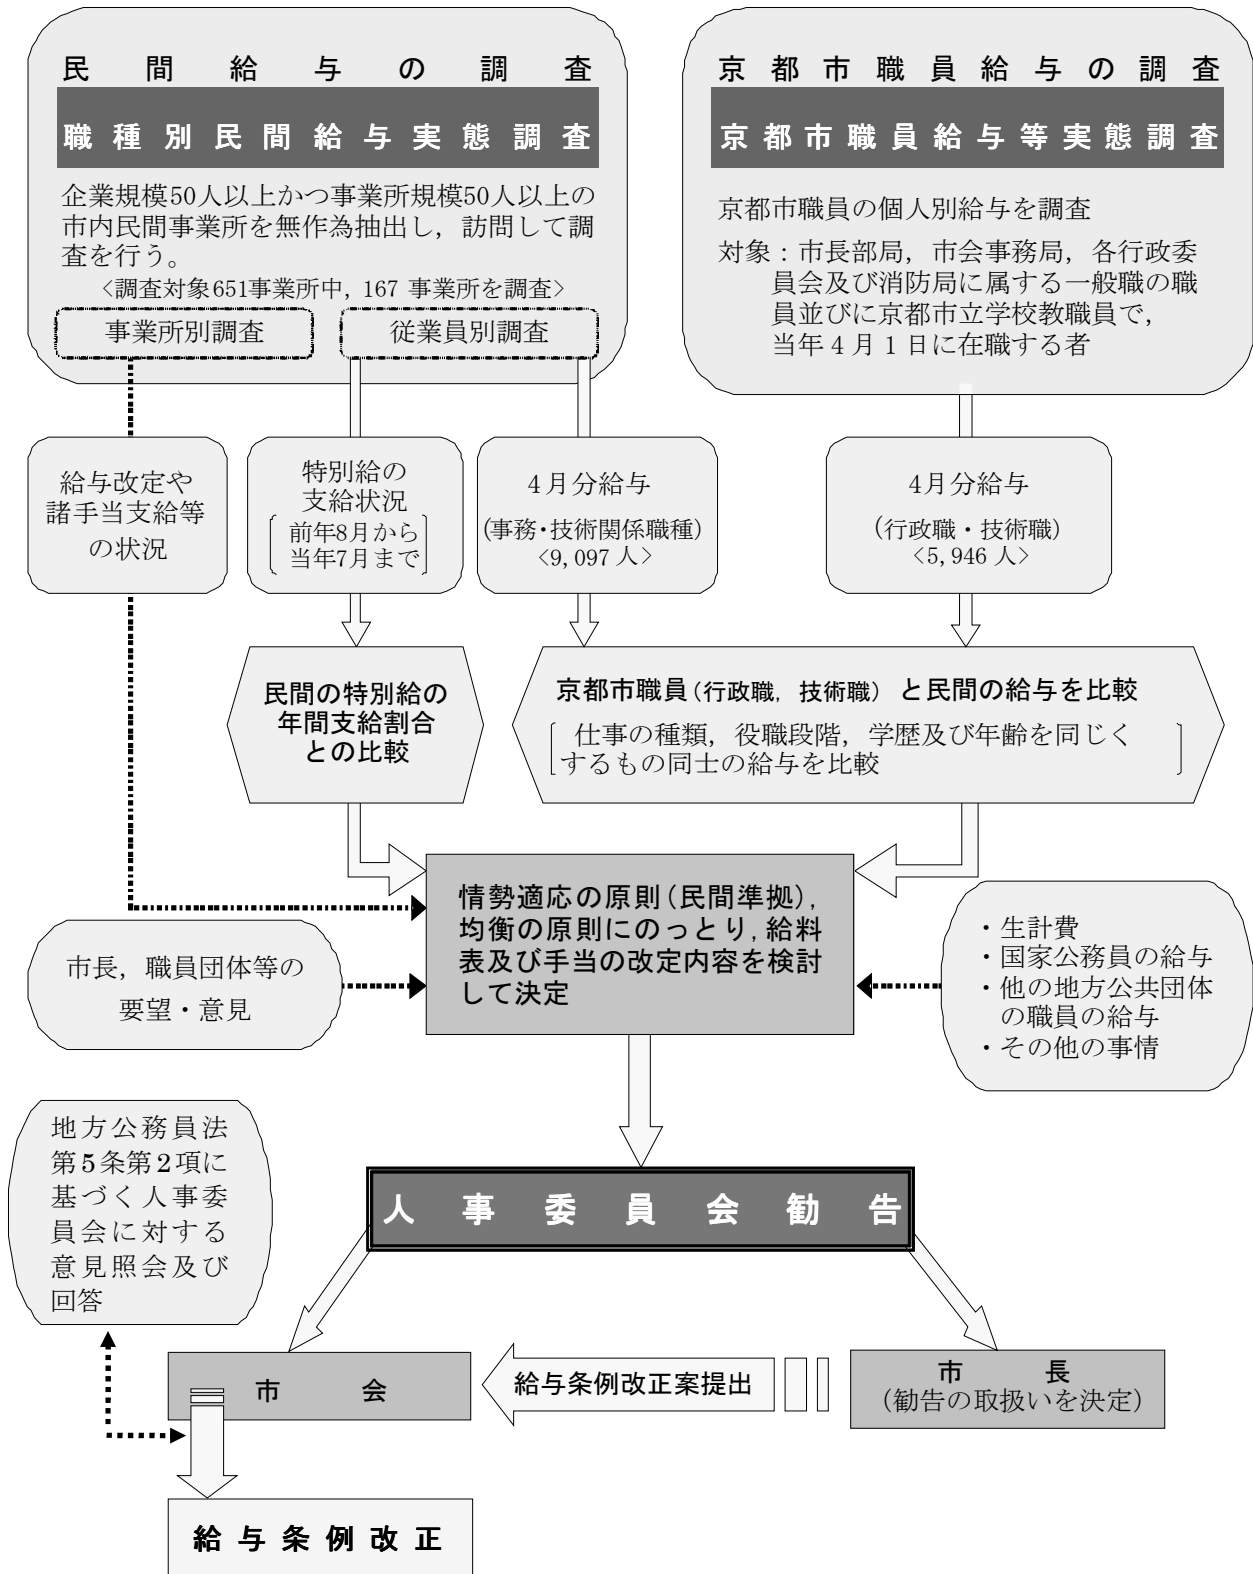 民間給与の調査
職種別民間給与実態調査
企業規模50人以上かつ事業所規模50人以上の
市内民間事業所を無作為抽出し，訪問して調
査を行う。
<調査対象651事業所中，167 事業所を調査>
事業所別調査
従業員別調査
京都市職員給与の調査
京都市職員給与等実態調査
京都市職員の個人別給与を調査
対象：市長部局，市会事務局，各行政委
員会及び消防局に属する一般職の職
員並びに京都市立学校教職員で，
当年４月１日に在職する者
給与改定や
諸手当支給等
の状況
特別給の
支給状況
前年8月から
当年7月まで
4月分給与
(事務・技術関係職種)
<9,097 人>
4月分給与
(行政職・技術職)
<5,946 人>
民間の特別給の
年間支給割合
との比較
京都市職員(行政職，技術職）と民間の給与を比較
仕事の種類，役職段階，学歴及び年齢を同じく
するもの同士の給与を比較
情勢適応の原則(民間準拠)，
均衡の原則にのっとり，給料
表及び手当の改定内容を検討
して決定
市長，職員団体等の
要望・意見
・生計費
・国家公務員の給与
・他の地方公共団体
の職員の給与
・その他の事情
地方公務員法
第5条第2項に
基づく人事委
員会に対する
意見照会及び
回答
人事委員会勧告
市会
給与条例改正案提出
市長
(勧告の取扱いを決定)
給与条例改正